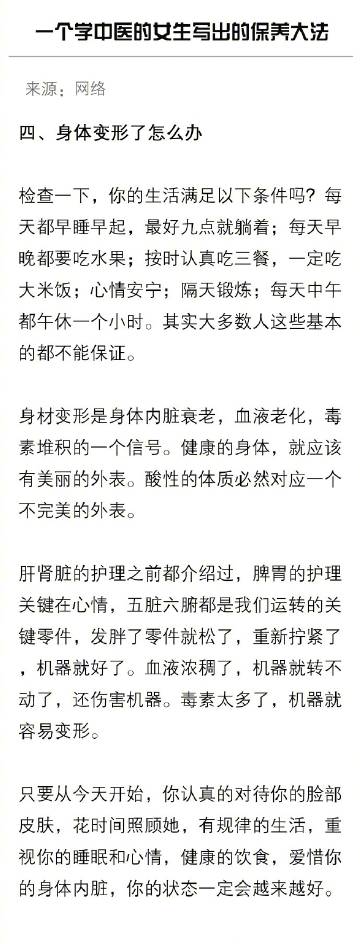 一个学中医的女生写出的保养大法
来源：网络
四、身体变形了怎么办
检查一下，你的生活满足以下条件吗？每
天都早睡早起，最好九点就躺着；每天早
晚都要吃水果；按时认真吃三餐，一定吃
大米饭；心情安宁；隔天锻炼；每天中午
都午休一个小时。其实大多数人这些基本
的都不能保证。
身材变形是身体内脏衰老，血液老化，毒
素堆积的一个信号。健康的身体，就应该
有美丽的外表。酸性的体质必然对应一个
不完美的外表。
肝肾脏的护理之前都介绍过，脾胃的护理
关键在心情，五脏六腑都是我们运转的关
键零件，发胖了零件就松了，重新拧紧了
，机器就好了。血液浓稠了，机器就转不
动了，还伤害机器。毒素太多了，机器就
容易变形。
只要从今天开始，你认真的对待你的脸部
皮肤，花时间照顾她，有规律的生活，重
视你的睡眠和心情，健康的饮食，爱惜你
的身体内脏，你的状态一定会越来越好。